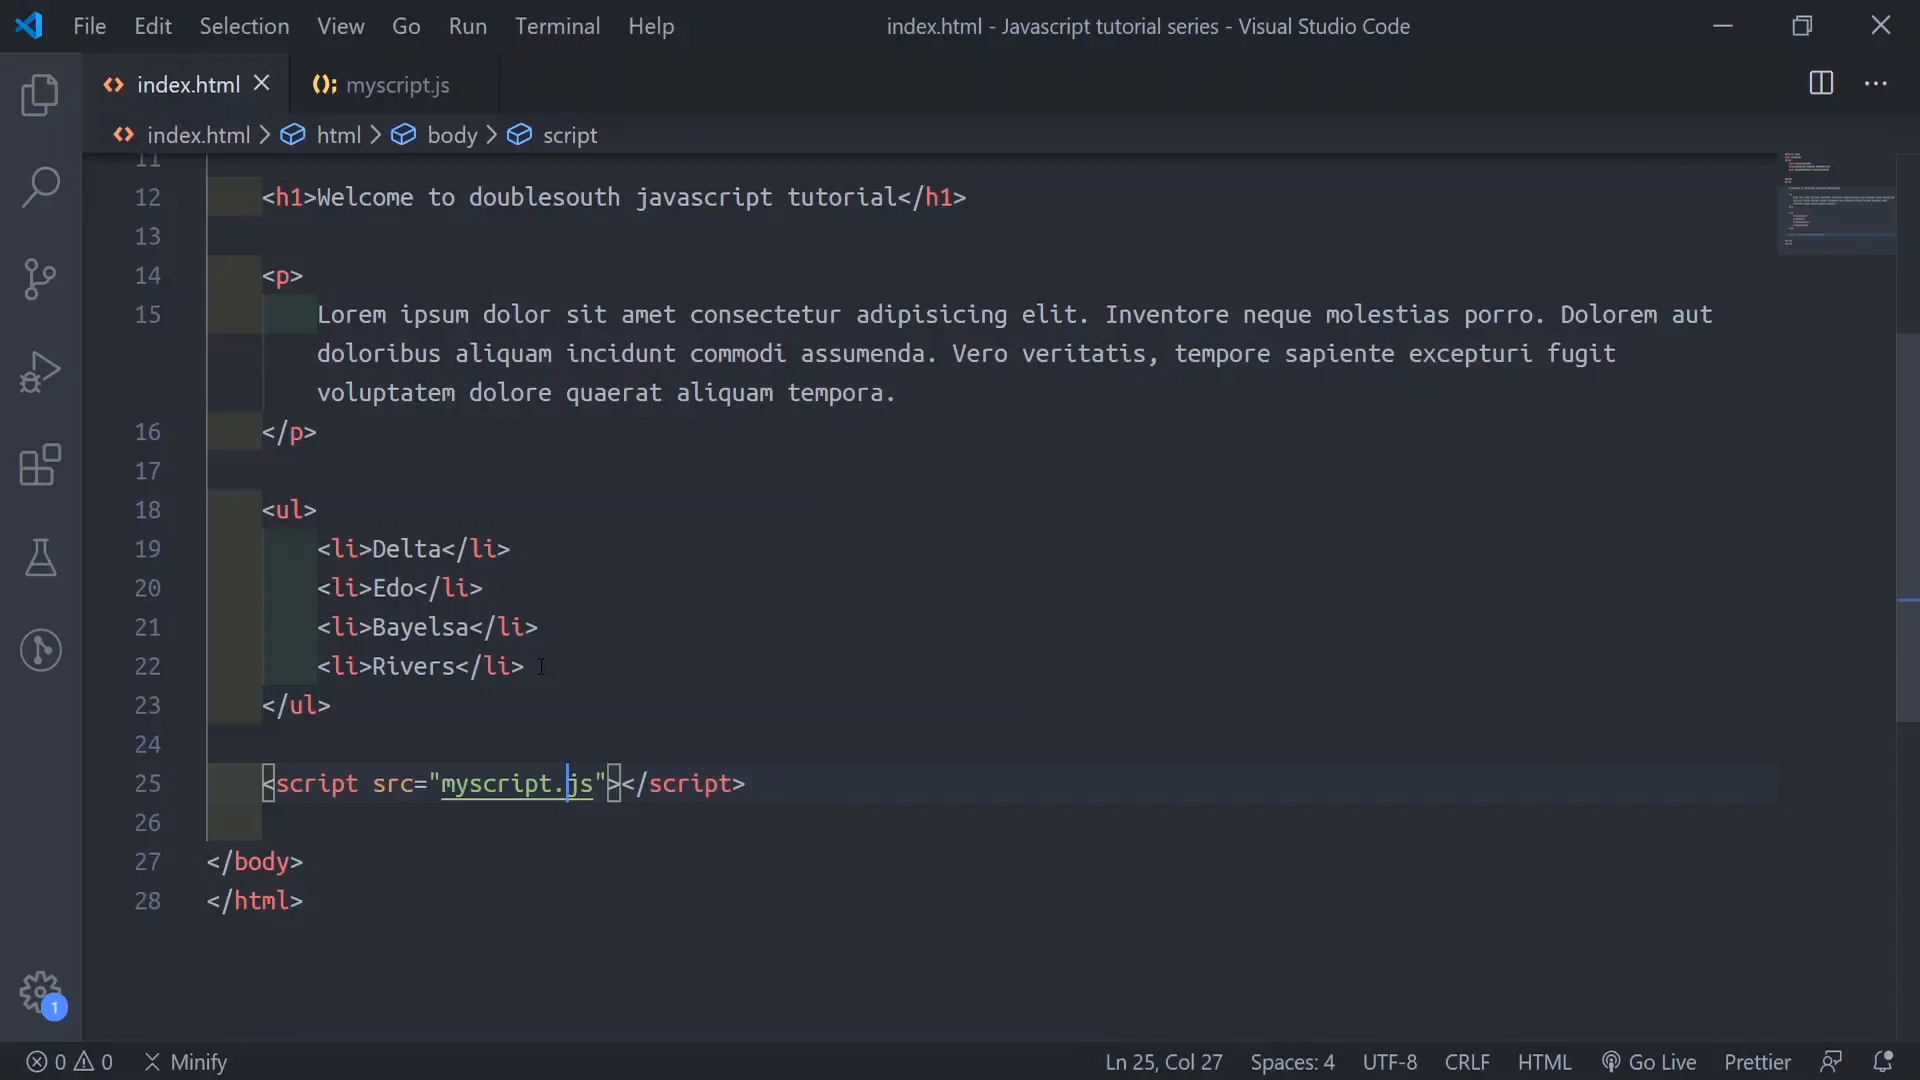 File Edit Selection View Go Run Terminal Help index.html - Javascript tutorial series - Visual Studio Code
index.html myscript.js
index.html > html > body > script
11
12 <h1>Welcome to doublesouth javascript tutorial</h1>
13
14 <p>
15 Lorem ipsum dolor sit amet consectetur adipisicing elit. Inventore neque molestias porro. Dolorem aut
doloribus aliquam incidunt commodi assumenda. Vero veritatis, tempore sapiente excepturi fugit
voluptatem dolore quaerat aliquam tempora.
16 </p>
17
18 <ul>
19 <li>Delta</li>
20 <li>Edo</li>
21 <li>Bayelsa</li>
22 <li>Rivers</li>
23 </ul>
24
25 <script src="myscript.js"></script>
26
27 </body>
28 </html>
1
0 0 Minify Ln 25, Col 27 Spaces: 4 UTF-8 CRLF HTML Go Live Prettier